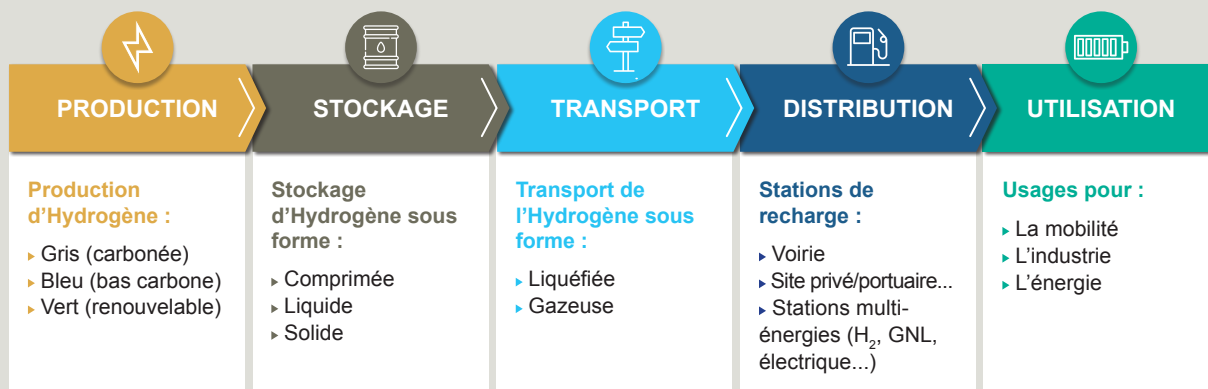 PRODUCTION
STOCKAGE
TRANSPORT
DISTRIBUTION
UTILISATION
Production
d’Hydrogène :
▸ Gris (carbonée)
▸ Bleu (bas carbone)
▸ Vert (renouvelable)
Stockage
d’Hydrogène sous
forme :
▸ Comprimée
▸ Liquide
▸ Solide
Transport de
l’Hydrogène sous
forme :
▸ Liquéfiée
▸ Gazeuse
Stations de
recharge :
▸ Voirie
▸ Site privé/portuaire...
▸ Stations multi-
énergies (H₂, GNL,
électrique...)
Usages pour :
▸ La mobilité
▸ L’industrie
▸ L’énergie